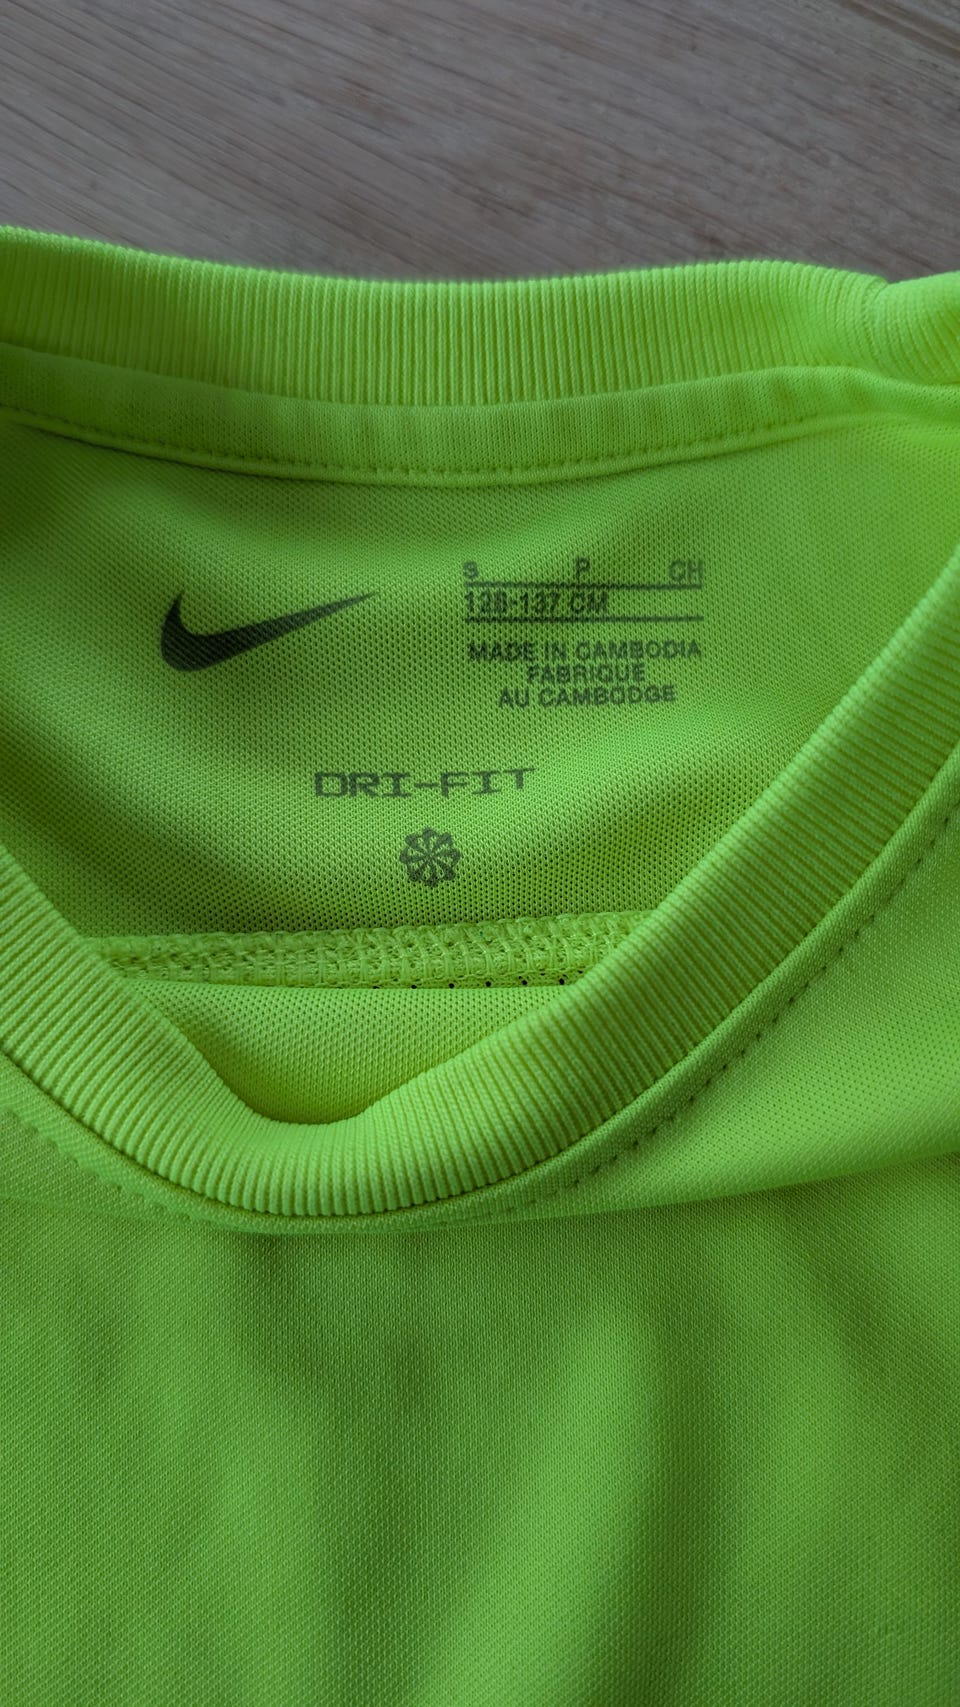 S P CH
128-137 CM
MADE IN CAMBODIA
FABRIQUE
AU CAMBODGE
DRI-FIT